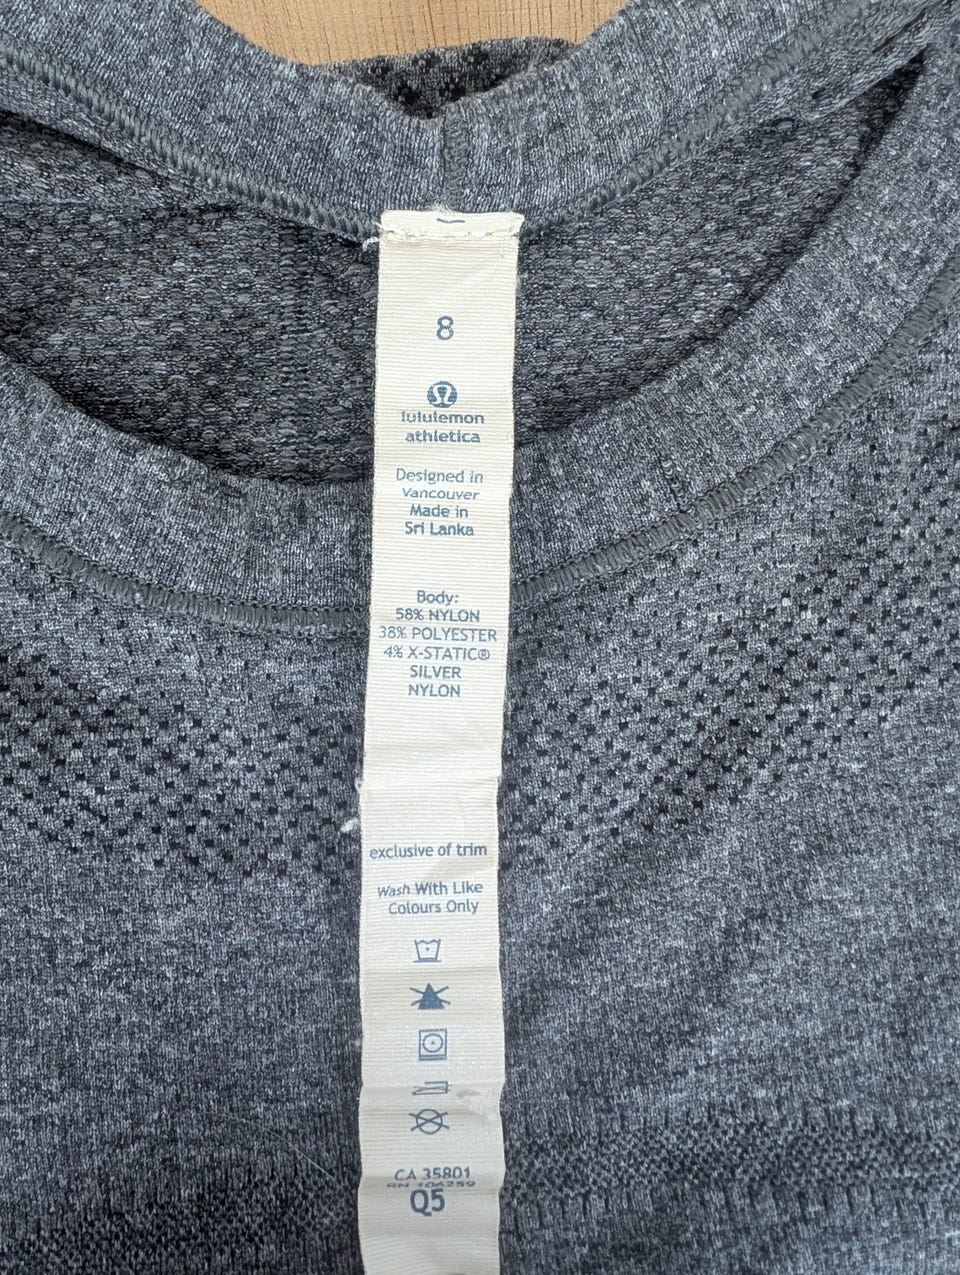 8
lululemon
athletica
Designed in
Vancouver
Made in
Sri Lanka
Body:
58% NYLON
38% POLYESTER
4% X-STATIC®
SILVER
NYLON
exclusive of trim
Wash With Like
Colours Only
CA 35801
RN 106259
Q5